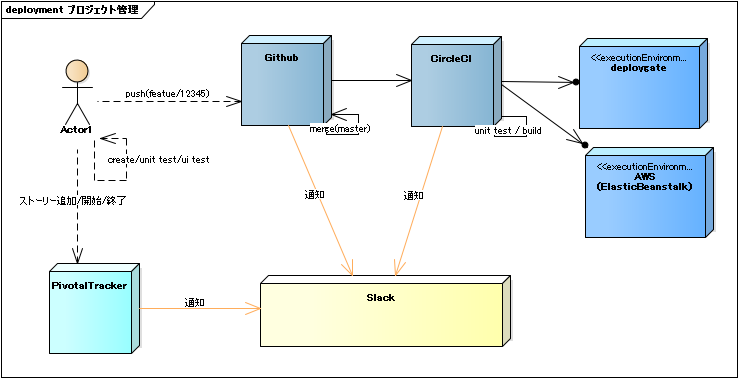 deployment プロジェクト管理
Github
CircleCI
<<executionEnvironm...
deploygate
push(featue/12345)
Actor1
merge(master)
unit test / build
create/unit test/ui test
<<executionEnvironm...
AWS
(ElasticBeanstalk)
通知
通知
ストーリー追加/開始/終了
PivotalTracker
通知
Slack